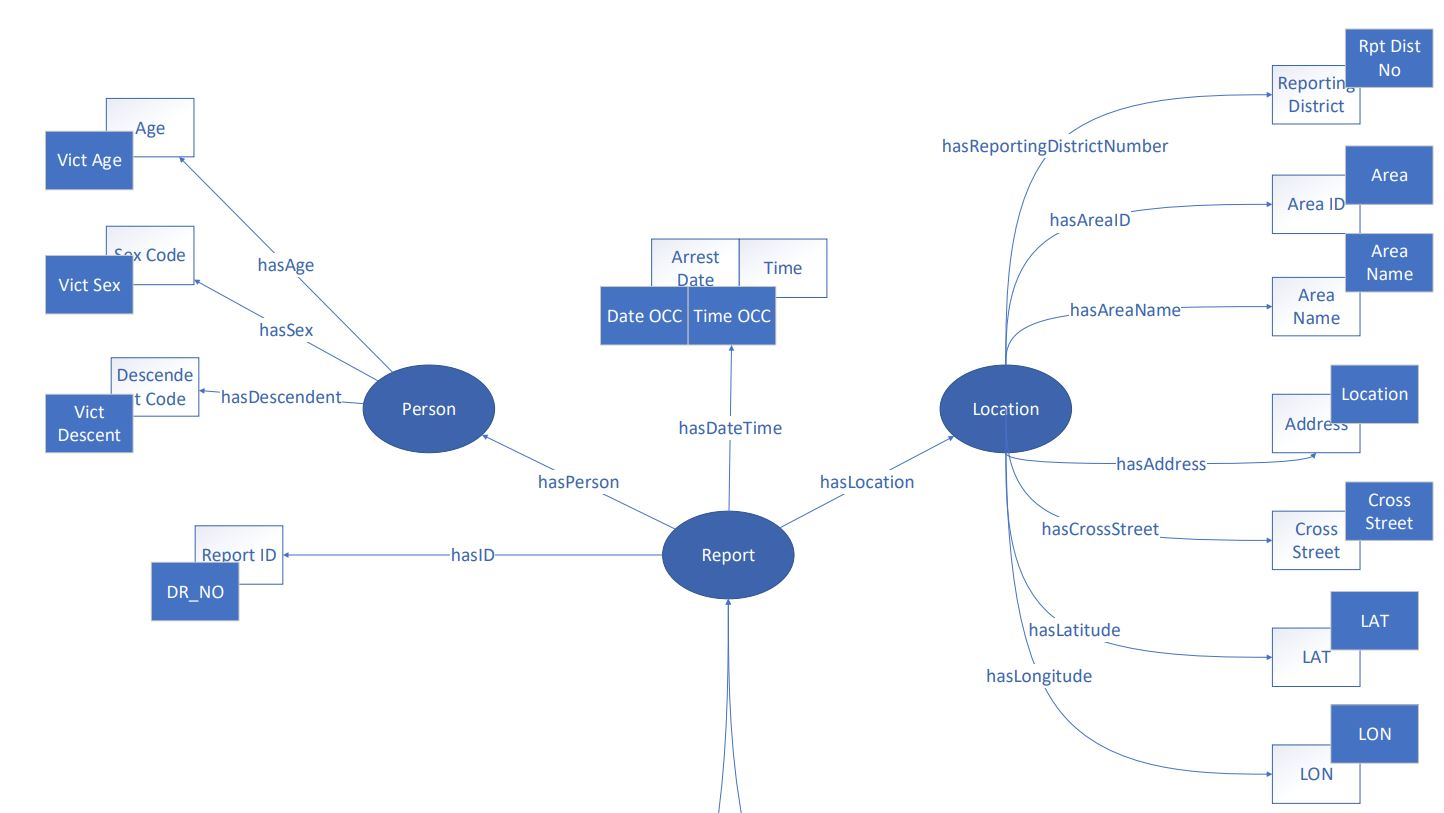 Rpt Dist
No
Reporting
District
hasReportingDistrictNumber
Age
Vict Age
Area
Area ID
hasAreaID
Sex Code
Vict Sex
hasAge
Arrest
Date
Time
Date OCC
Time OCC
Area
Name
Area
Name
hasAreaName
hasSex
Descende
t Code
Vict
Descent
hasDescendent
Person
hasDateTime
Location
Location
Address
hasAddress
hasPerson
hasLocation
Cross
Street
Cross
Street
hasCrossStreet
Report ID
DR_NO
hasID
Report
LAT
LAT
hasLatitude
hasLongitude
LON
LON